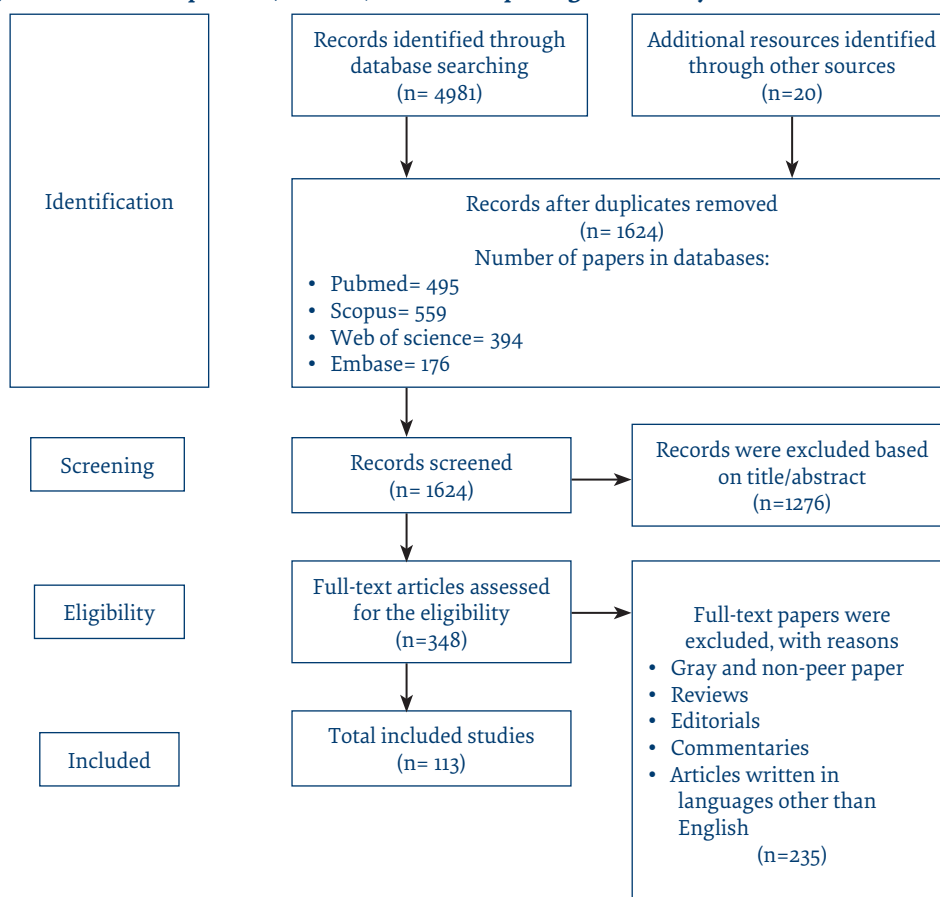 Records identified through
database searching
(n= 4981)
Additional resources identified
through other sources
(n=20)
Identification
Records after duplicates removed
(n= 1624)
Number of papers in databases:
• Pubmed= 495
• Scopus= 559
• Web of science= 394
• Embase= 176
Screening
Records screened
(n= 1624)
Records were excluded based
on title/abstract
(n=1276)
Eligibility
Full-text articles assessed
for the eligibility
(n=348)
Full-text papers were
excluded, with reasons
• Gray and non-peer paper
• Reviews
• Editorials
• Commentaries
• Articles written in
languages other than
English
(n=235)
Included
Total included studies
(n= 113)